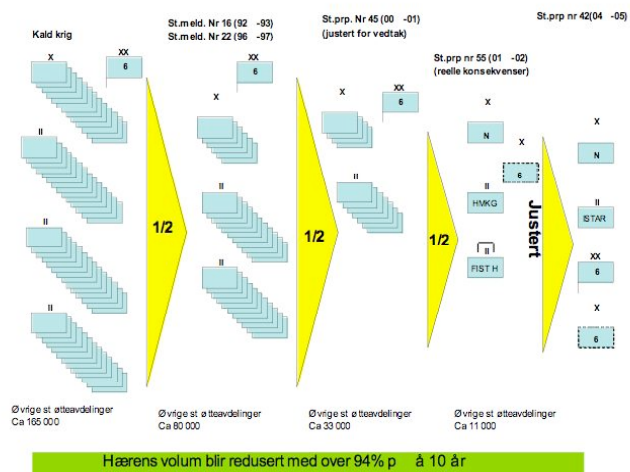 Kald krig
X
XX
6
II
II
II
Øvrige st øtteavdelinger
Ca 165 000
1/2
St.meld. Nr 16 (92 -93)
St.meld. Nr 22 (96 -97)
XX
6
X
II
II
Øvrige st øtteavdelinger
Ca 80 000
1/2
St.prp. Nr 45 (00 -01)
(justert for vedtak)
X
XX
6
II
Øvrige st øtteavdelinger
Ca 33 000
1/2
St.prp nr 55 (01 -02)
(reelle konsekvenser
X
N
X
6
II
HMKG
II
FIST H
Øvrige st øtteavdelinger
Ca 11 000
Justert
St.prp nr 42(04 -05)
X
N
II
ISTAR
XX
6
X
6
Hærens volum blir redusert med over 94% p å 10 år